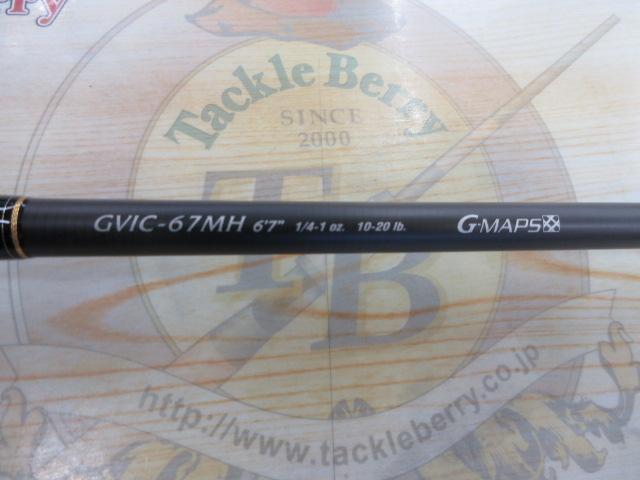 Tackle Berry
SINCE
2000
GVIC-67MH 6'7" 1/4-1 oz. 10-20 lb. G·MAPS
TB
http://www.tackleberry.co.jp